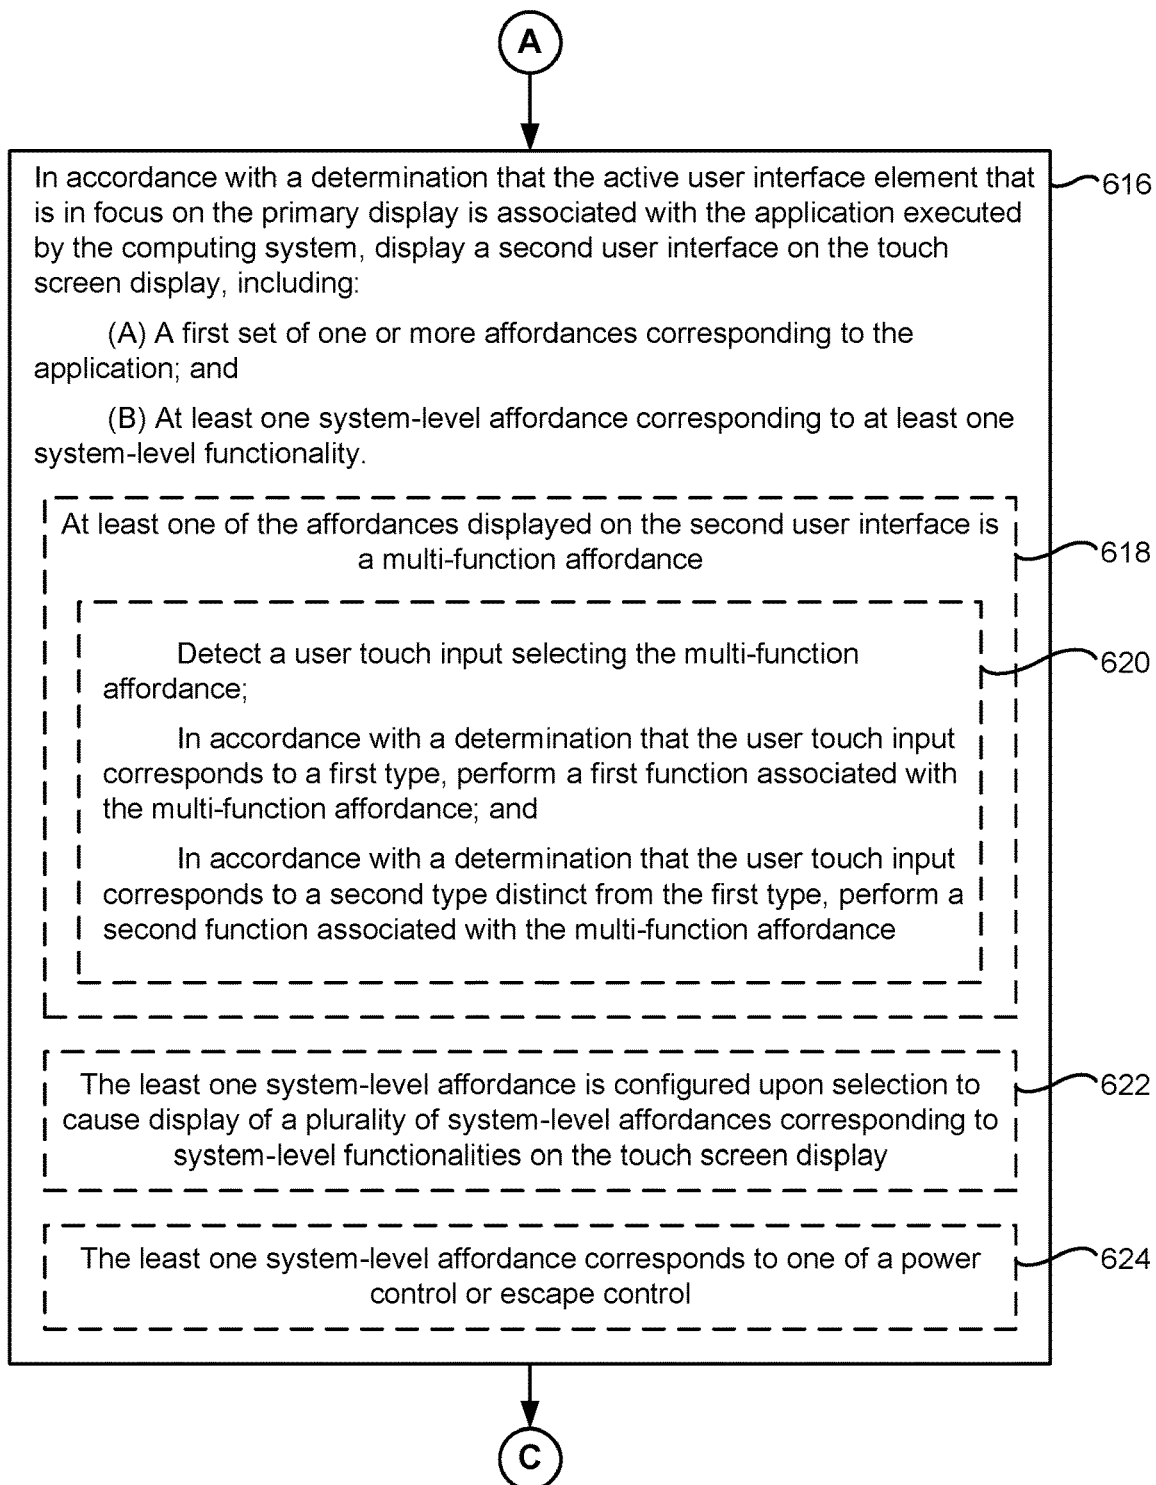 A
In accordance with a determination that the active user interface element that
is in focus on the primary display is associated with the application executed
by the computing system, display a second user interface on the touch
screen display, including:
(A) A first set of one or more affordances corresponding to the
application; and
(B) At least one system-level affordance corresponding to at least one
system-level functionality.
616
At least one of the affordances displayed on the second user interface is
a multi-function affordance
618
Detect a user touch input selecting the multi-function
affordance;
In accordance with a determination that the user touch input
corresponds to a first type, perform a first function associated with
the multi-function affordance; and
In accordance with a determination that the user touch input
corresponds to a second type distinct from the first type, perform a
second function associated with the multi-function affordance
620
The least one system-level affordance is configured upon selection to
cause display of a plurality of system-level affordances corresponding to
system-level functionalities on the touch screen display
622
The least one system-level affordance corresponds to one of a power
control or escape control
624
C